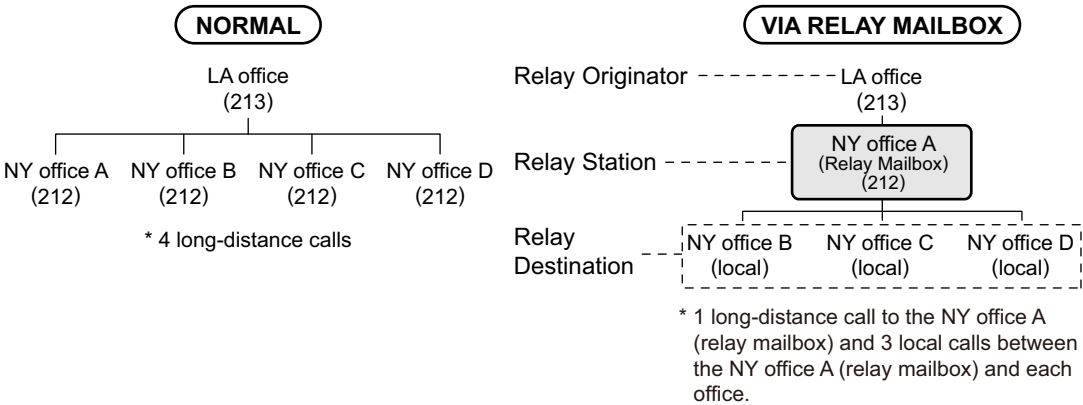 NORMAL
LA office
(213)
NY office A NY office B NY office C NY office D
(212) (212) (212) (212)
* 4 long-distance calls
VIA RELAY MAILBOX
Relay Originator LA office
(213)
NY office A
Relay Station (Relay Mailbox)
(212)
Relay
Destination
NY office B NY office C NY office D
(local) (local) (local)
* 1 long-distance call to the NY office A
(relay mailbox) and 3 local calls between
the NY office A (relay mailbox) and each
office.